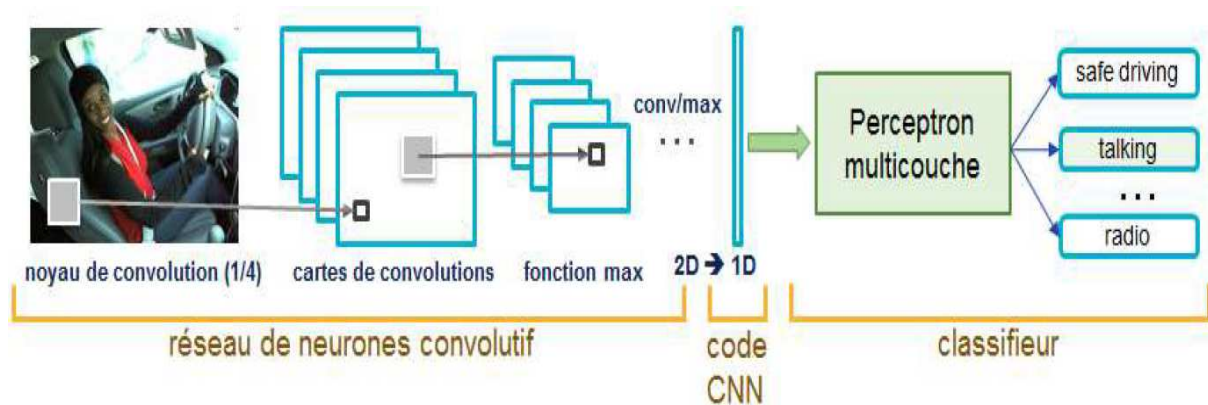 conv/max
...
Perceptron
multicouche
safe driving
talking
...
radio
noyau de convolution (1/4)
cartes de convolutions
fonction max
2D ➔ 1D
réseau de neurones convolutif
code
CNN
classifieur